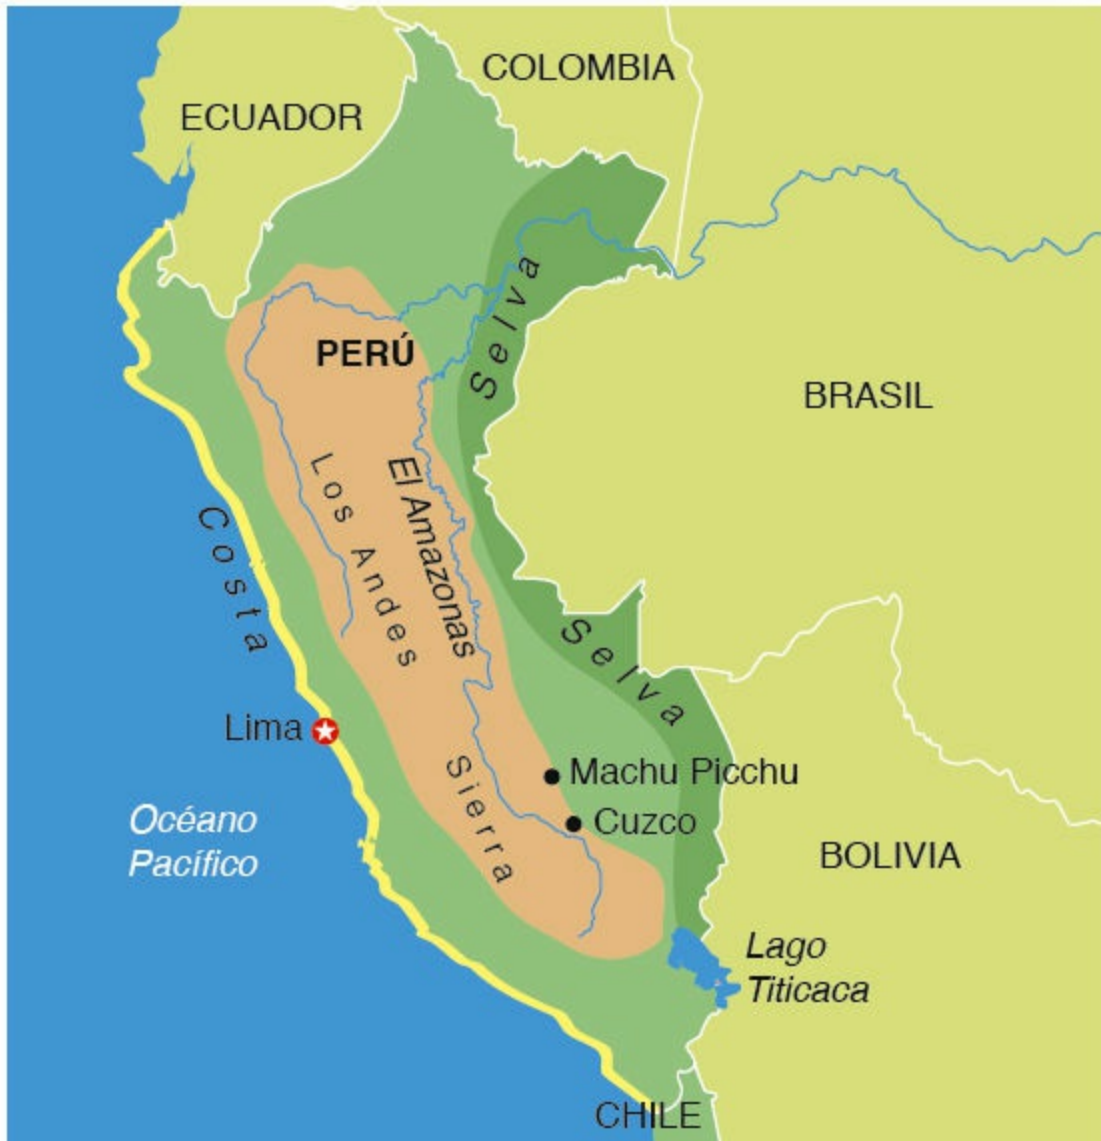 COLOMBIA
ECUADOR
Selva
PERÚ
BRASIL
Los Andes
El Amazonas
Costa
Selva
Lima
Machu Picchu
Sierra
Cuzco
Océano
Pacífico
BOLIVIA
Lago
Titicaca
CHILE